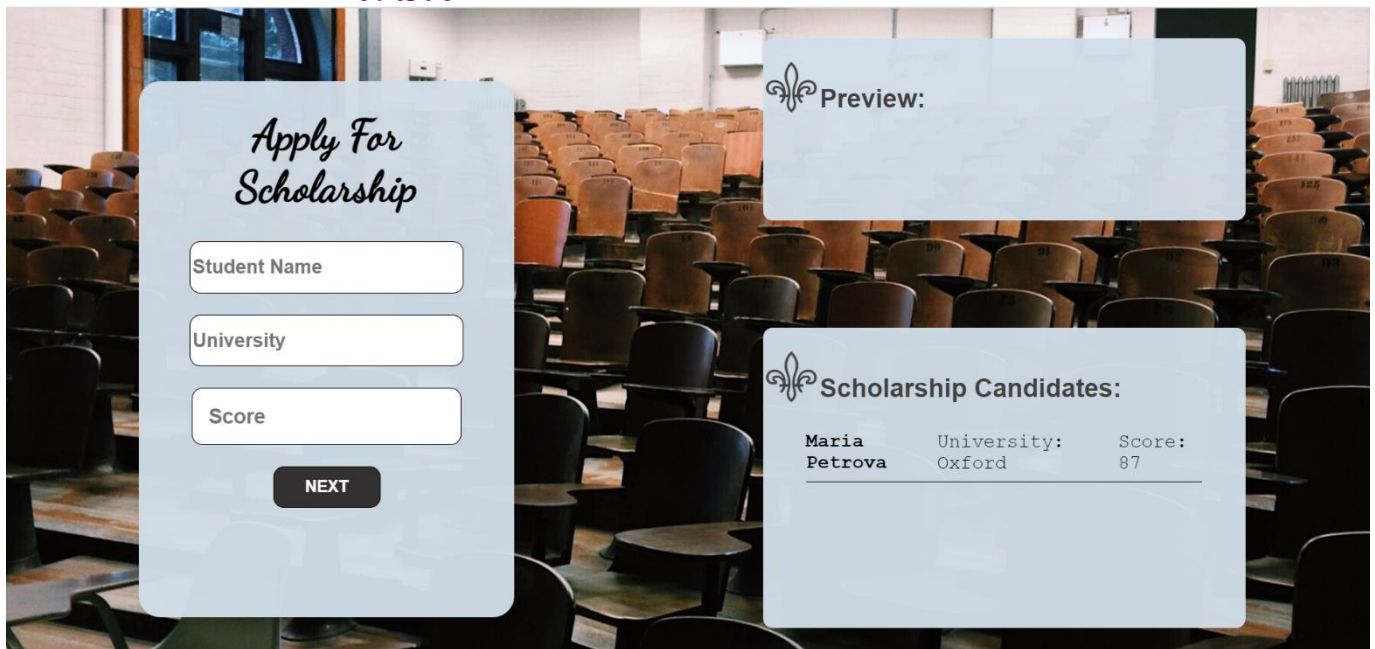 Apply For
Scholarship
Student Name
University
Score
NEXT
Preview:
Scholarship Candidates:
Maria University: Score:
Petrova Oxford 87